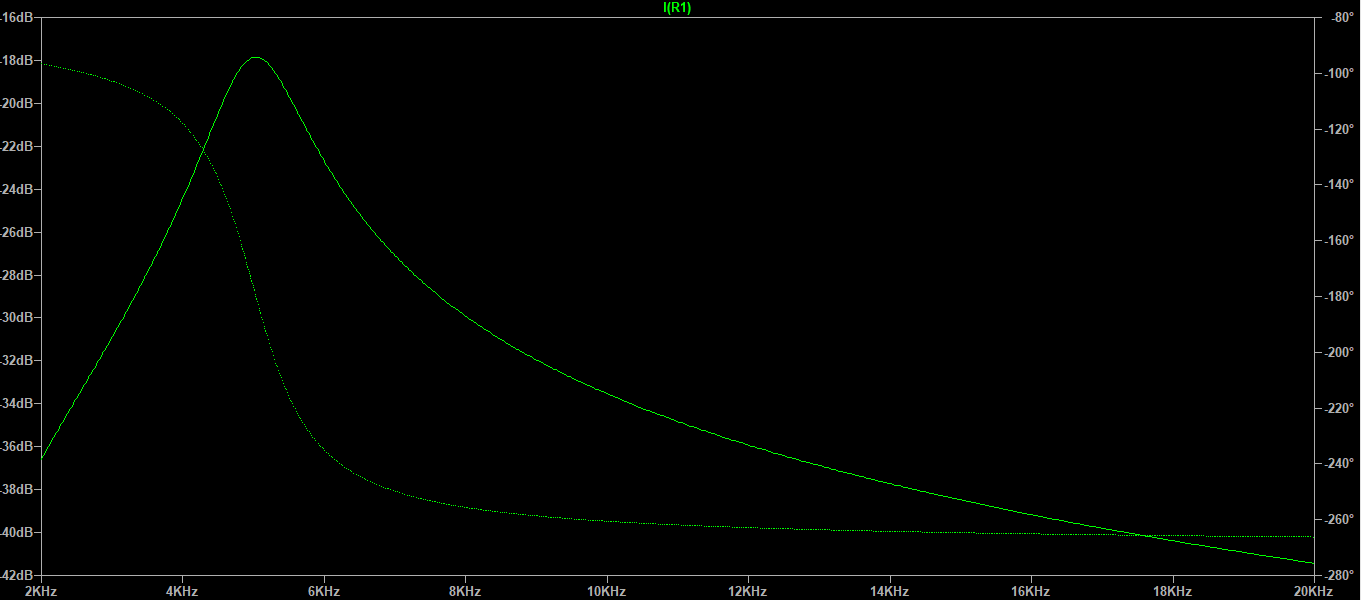 I(R1)
-16dB
-18dB
-20dB
-22dB
-24dB
-26dB
-28dB
-30dB
-32dB
-34dB
-36dB
-38dB
-40dB
-42dB
-80°
-100°
-120°
-140°
-160°
-180°
-200°
-220°
-240°
-260°
-280°
2KHz 4KHz 6KHz 8KHz 10KHz 12KHz 14KHz 16KHz 18KHz 20KHz